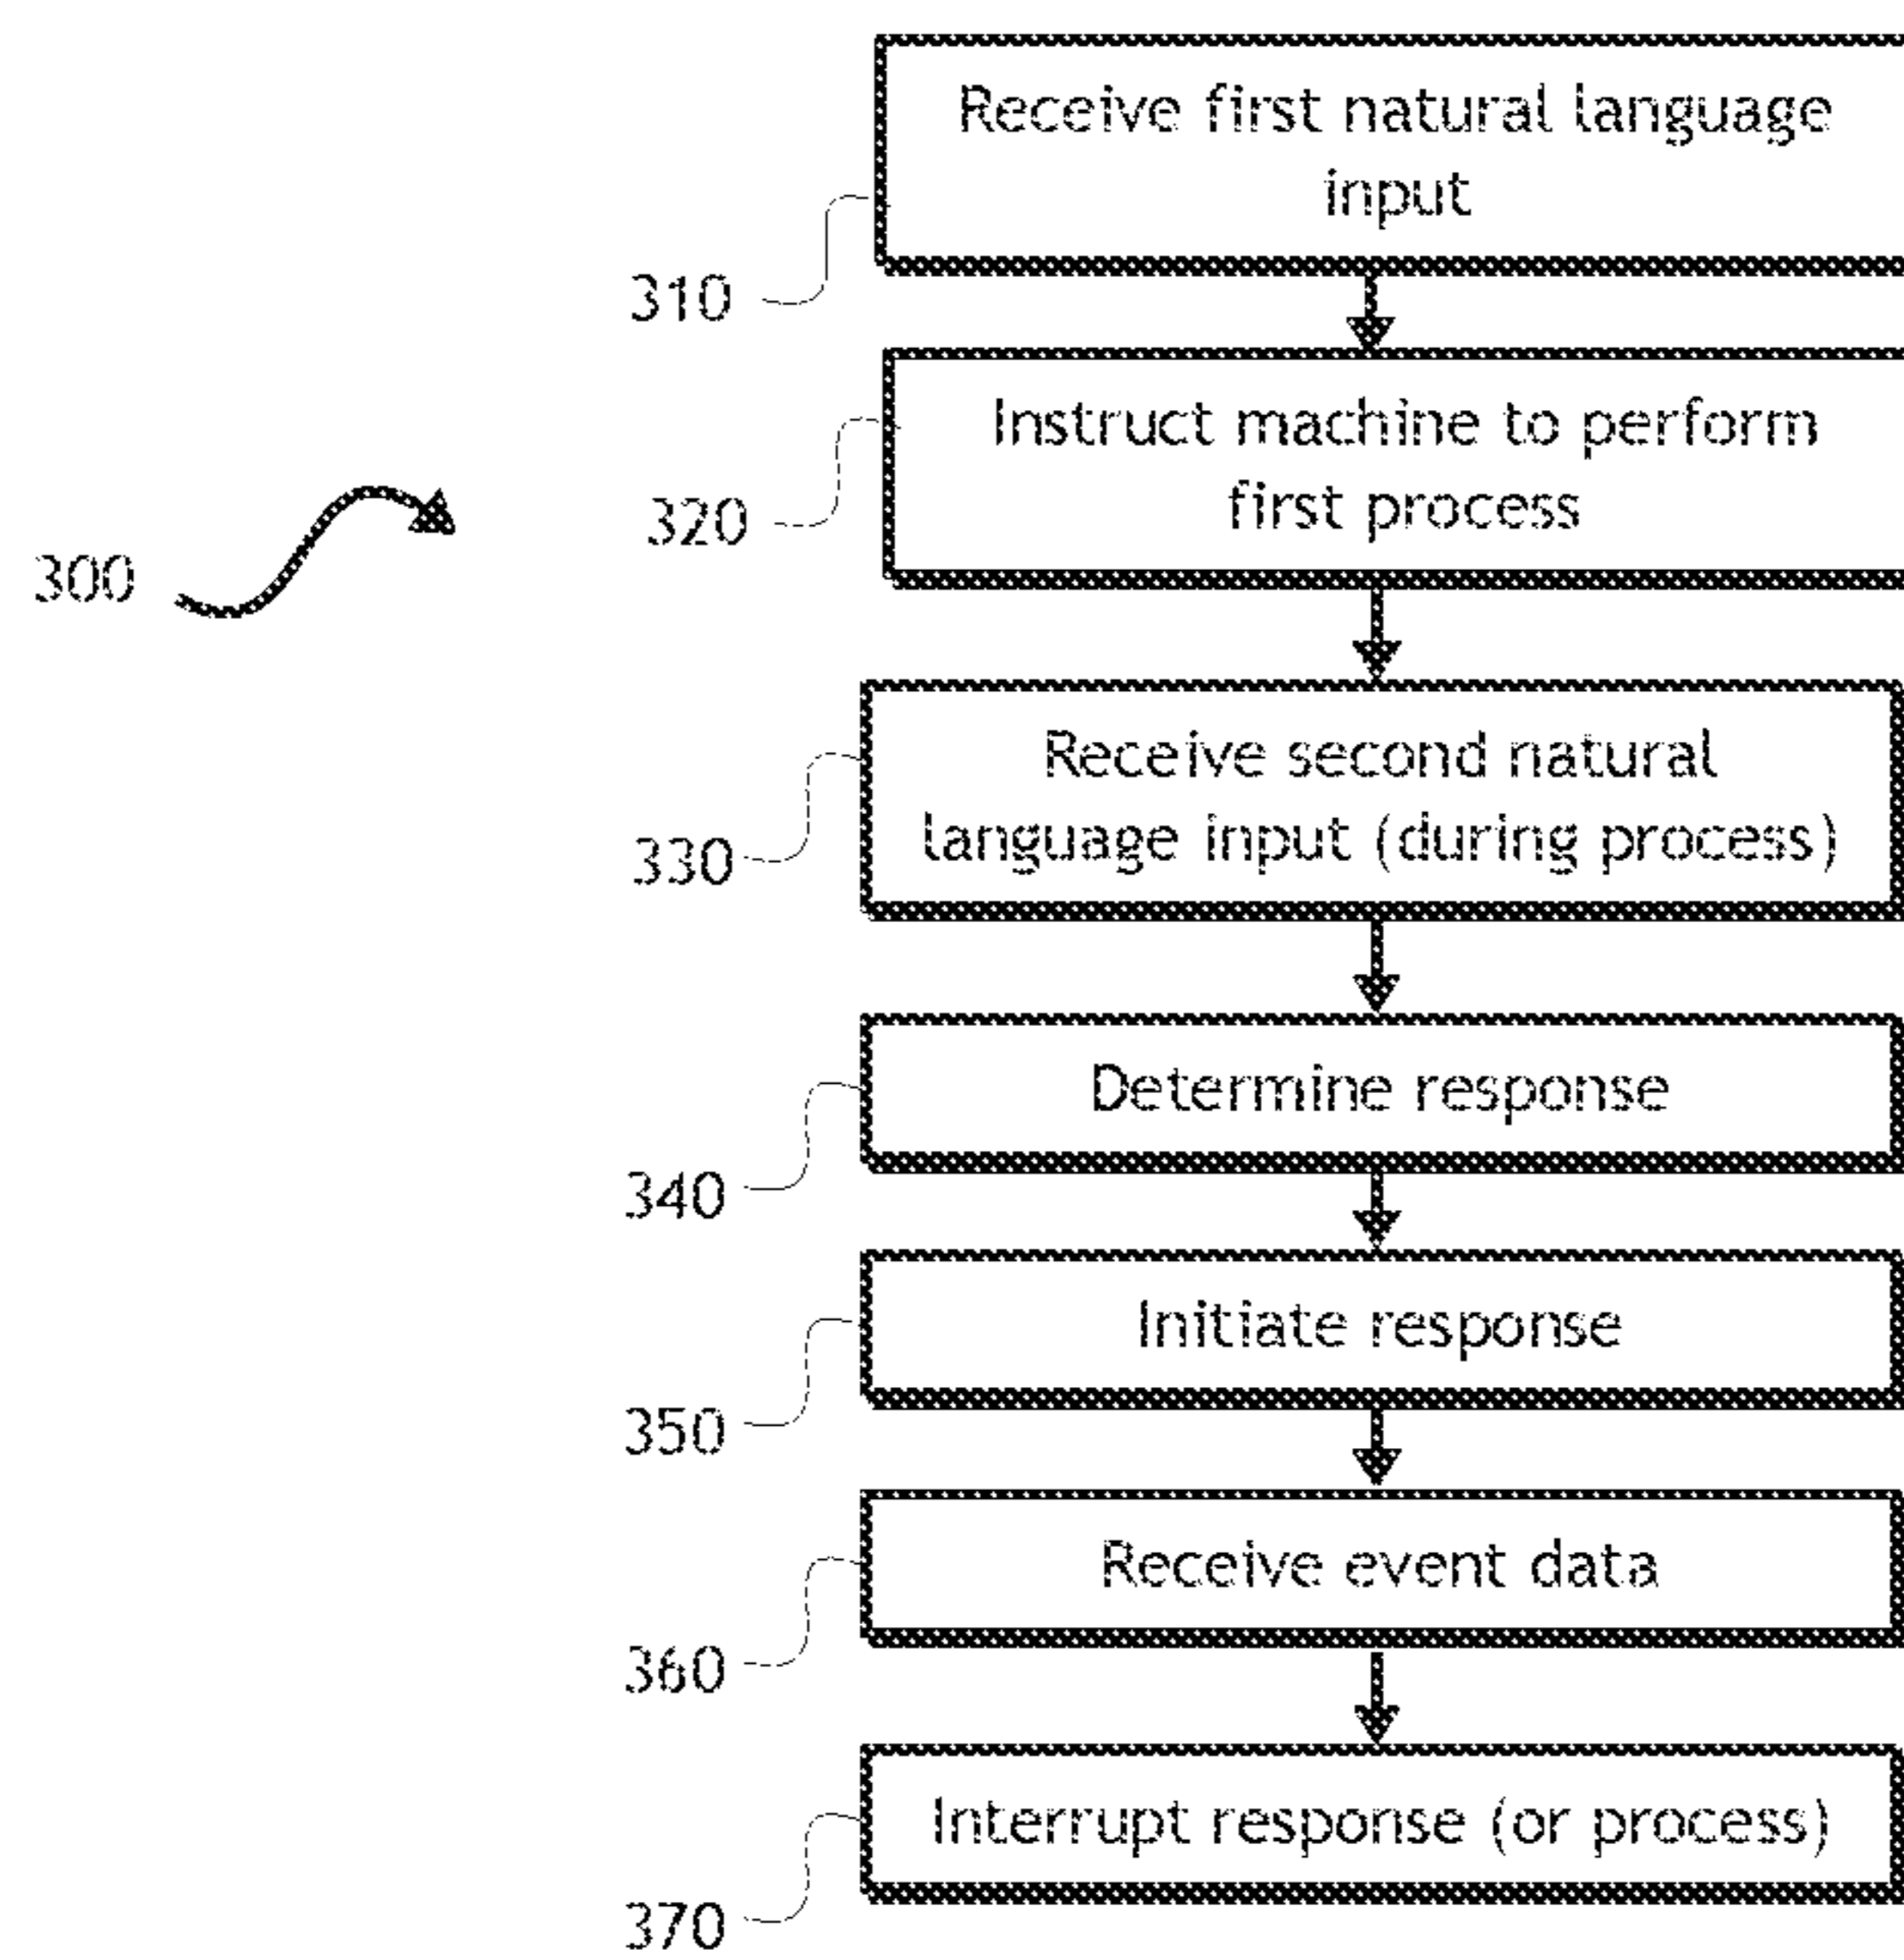 Receive first natural language
input
310
Instruct machine to perform
first process
320
300
Receive second natural
language input (during process)
330
Determine response
340
Initiate response
350
Receive event data
360
Interrupt response (or process)
370